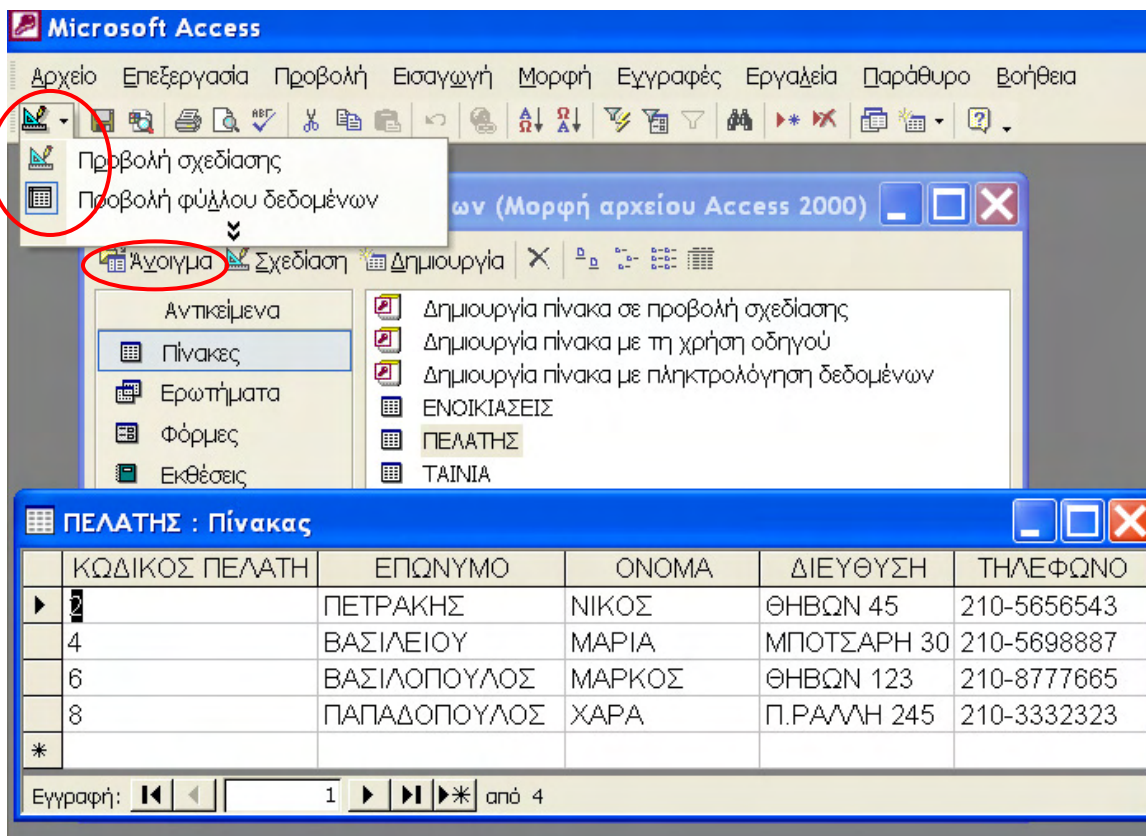 Microsoft Access
Αρχείο Επεξεργασία Προβολή Εισαγωγή Μορφή Εγγραφές Εργαλεία Παράθυρο Βοήθεια
Προβολή σχεδίασης
Προβολή φύλλου δεδομένων
ων (Μορφή αρχείου Access 2000)
Άνοιγμα Σχεδίαση Δημιουργία
Αντικείμενα
Πίνακες
Ερωτήματα
Φόρμες
Εκθέσεις
Δημιουργία πίνακα σε προβολή σχεδίασης
Δημιουργία πίνακα με τη χρήση οδηγού
Δημιουργία πίνακα με πληκτρολόγηση δεδομένων
ΕΝΟΙΚΙΑΣΕΙΣ
ΠΕΛΑΤΗΣ
ΤΑΙΝΙΑ
ΠΕΛΑΤΗΣ : Πίνακας
ΚΩΔΙΚΟΣ ΠΕΛΑΤΗ ΕΠΩΝΥΜΟ ΟΝΟΜΑ ΔΙΕΥΘΥΣΗ ΤΗΛΕΦΩΝΟ
2 ΠΕΤΡΑΚΗΣ ΝΙΚΟΣ ΘΗΒΩΝ 45 210-5656543
4 ΒΑΣΙΛΕΙΟΥ ΜΑΡΙΑ ΜΠΟΤΣΑΡΗ 30 210-5698887
6 ΒΑΣΙΛΟΠΟΥΛΟΣ ΜΑΡΚΟΣ ΘΗΒΩΝ 123 210-8777665
8 ΠΑΠΑΔΟΠΟΥΛΟΣ ΧΑΡΑ Π.ΡΑΛΛΗ 245 210-3332323
Εγγραφή: 1 από 4